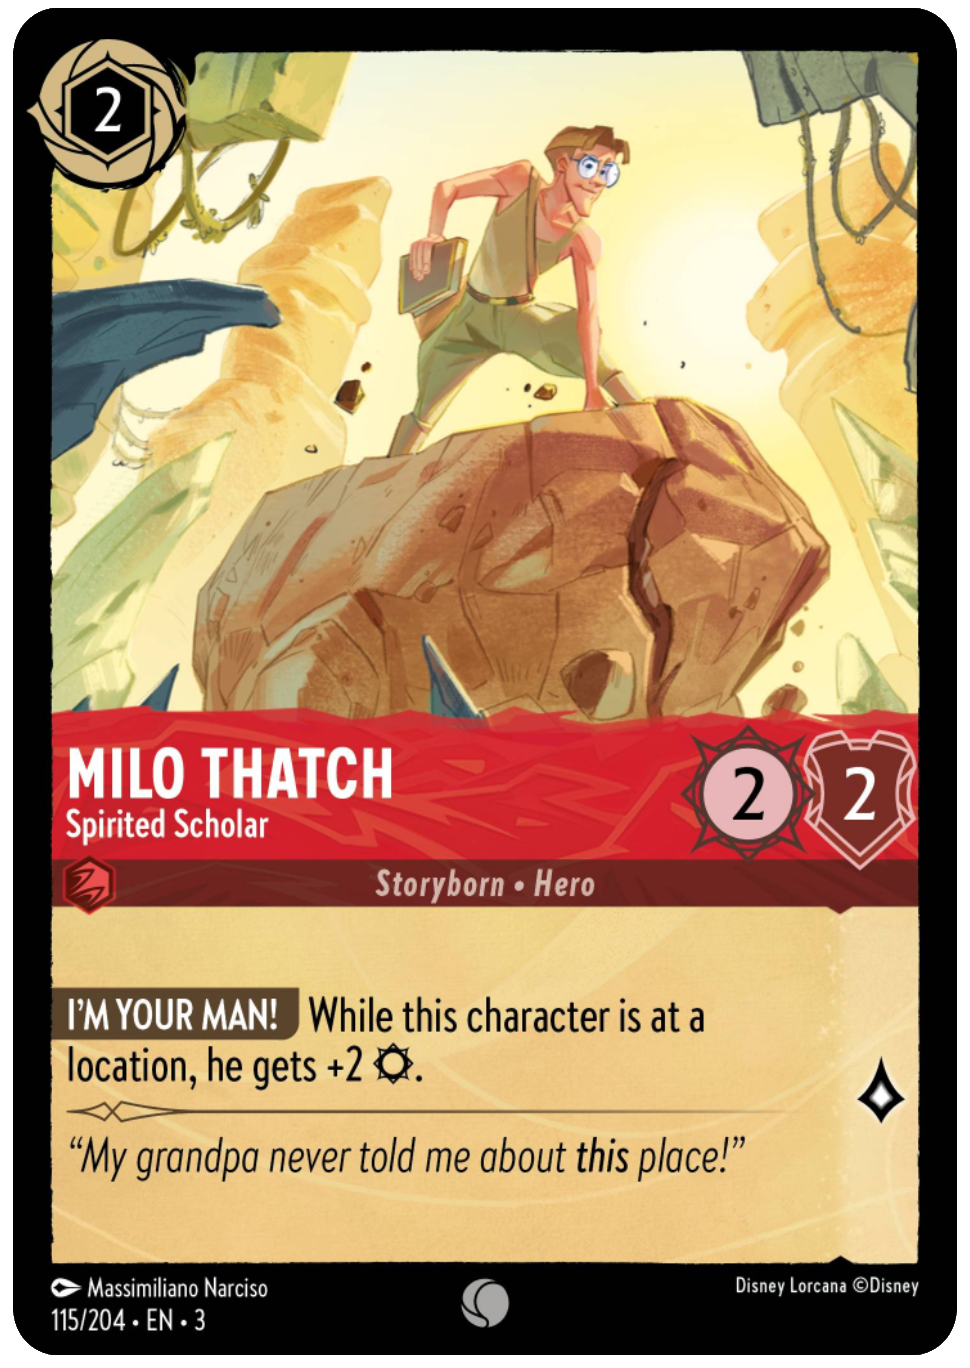 2
MILO THATCH
Spirited Scholar
2 2
Storyborn • Hero
I'M YOUR MAN! While this character is at a
location, he gets +2 .
“My grandpa never told me about this place!”
Massimiliano Narciso
115/204 • EN • 3
Disney Lorcana ©Disney